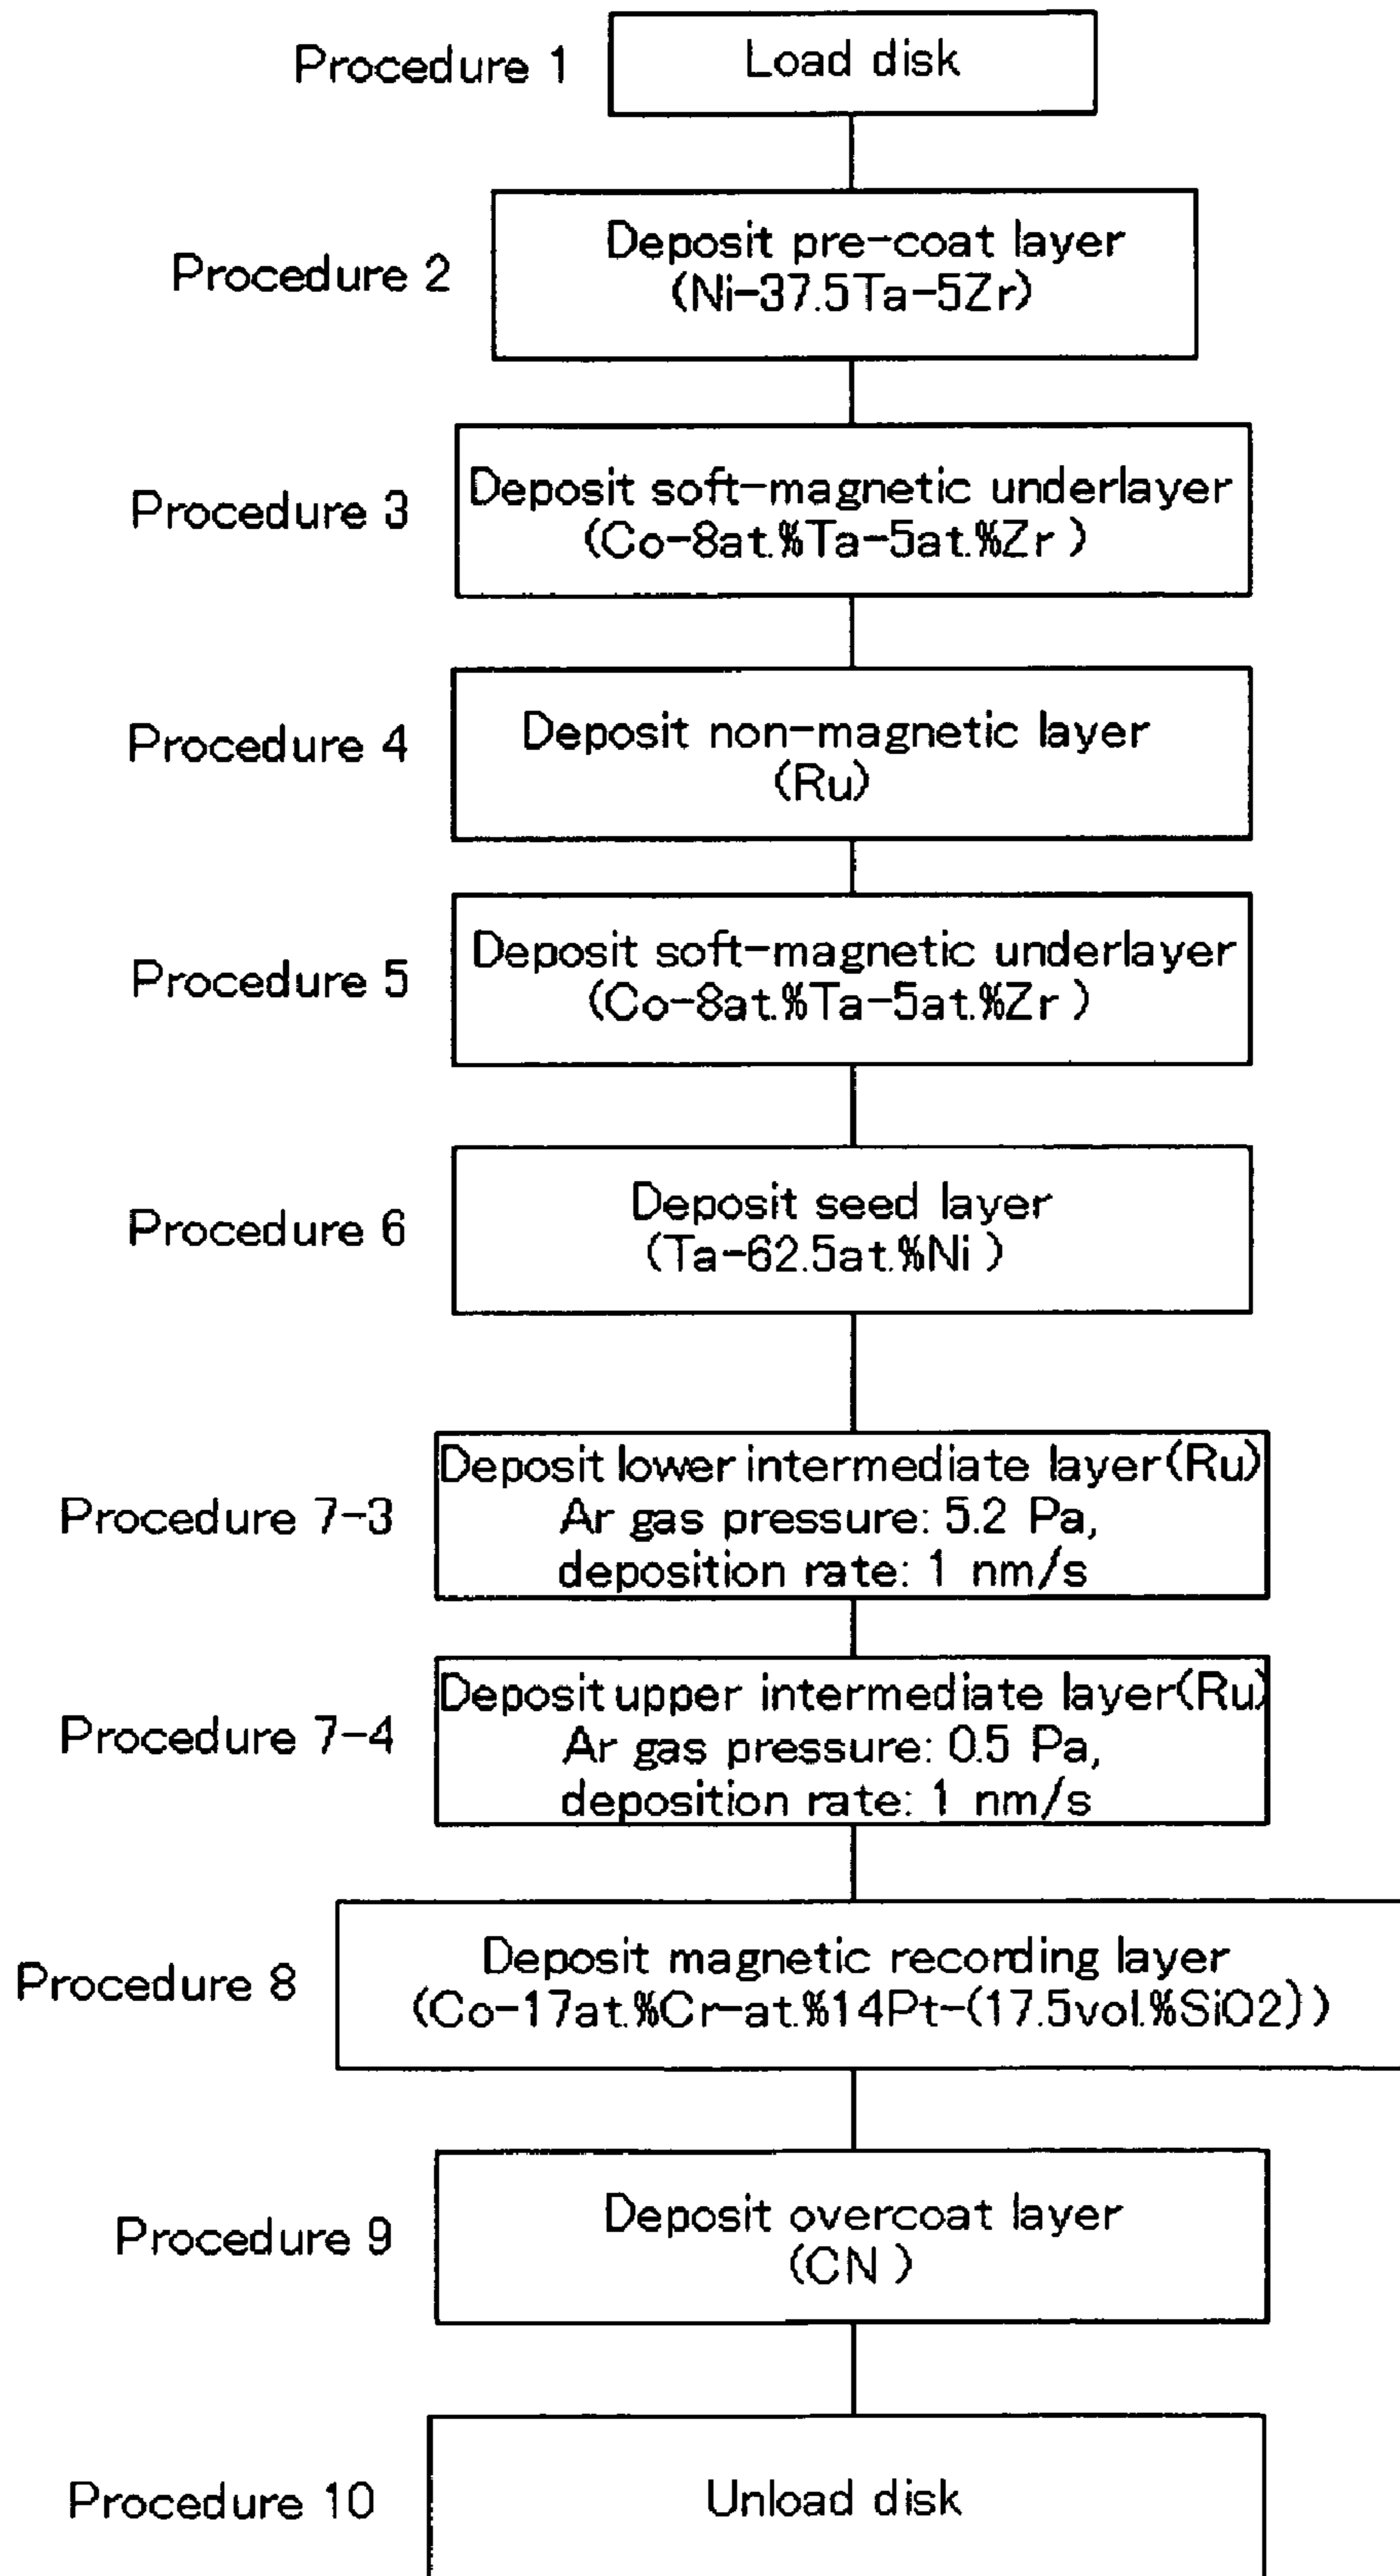 Procedure 1
Load disk
Procedure 2
Deposit pre-coat layer
(Ni-37.5Ta-5Zr)
Procedure 3
Deposit soft-magnetic underlayer
(Co-8at.%Ta-5at.%Zr )
Procedure 4
Deposit non-magnetic layer
(Ru)
Procedure 5
Deposit soft-magnetic underlayer
(Co-8at.%Ta-5at.%Zr )
Procedure 6
Deposit seed layer
(Ta-62.5at.%Ni )
Procedure 7-3
Deposit lower intermediate layer(Ru)
Ar gas pressure: 5.2 Pa,
deposition rate: 1 nm/s
Procedure 7-4
Deposit upper intermediate layer(Ru)
Ar gas pressure: 0.5 Pa,
deposition rate: 1 nm/s
Procedure 8
Deposit magnetic recording layer
(Co-17at.%Cr-at.%14Pt-(17.5vol.%SiO2))
Procedure 9
Deposit overcoat layer
(CN )
Procedure 10
Unload disk